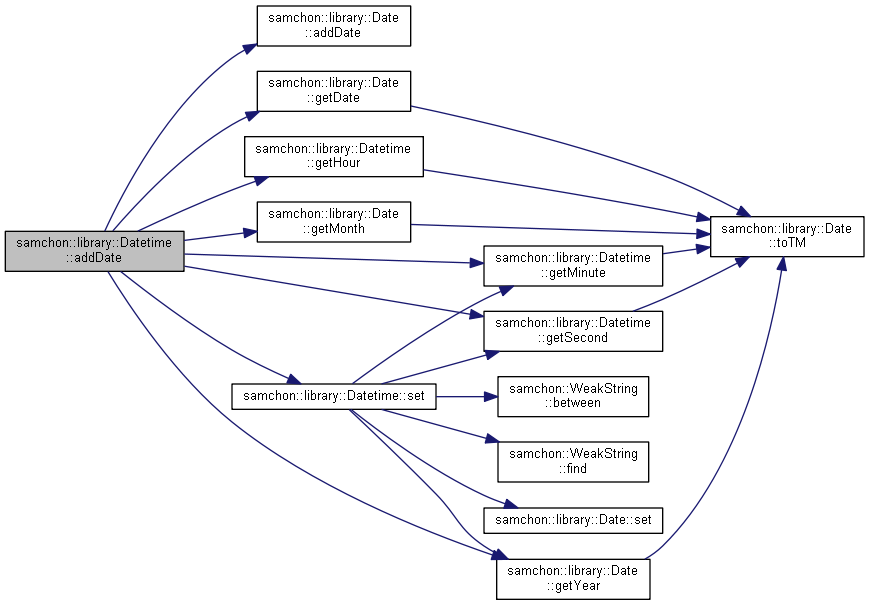 samchon::library::Date
::addDate
samchon::library::Date
::getDate
samchon::library::Datetime
::getHour
samchon::library::Date
::getMonth
samchon::library::Date
::toTM
samchon::library::Datetime
::addDate
samchon::library::Datetime
::getMinute
samchon::library::Datetime
::getSecond
samchon::library::Datetime::set
samchon::WeakString
::between
samchon::WeakString
::find
samchon::library::Date::set
samchon::library::Date
::getYear